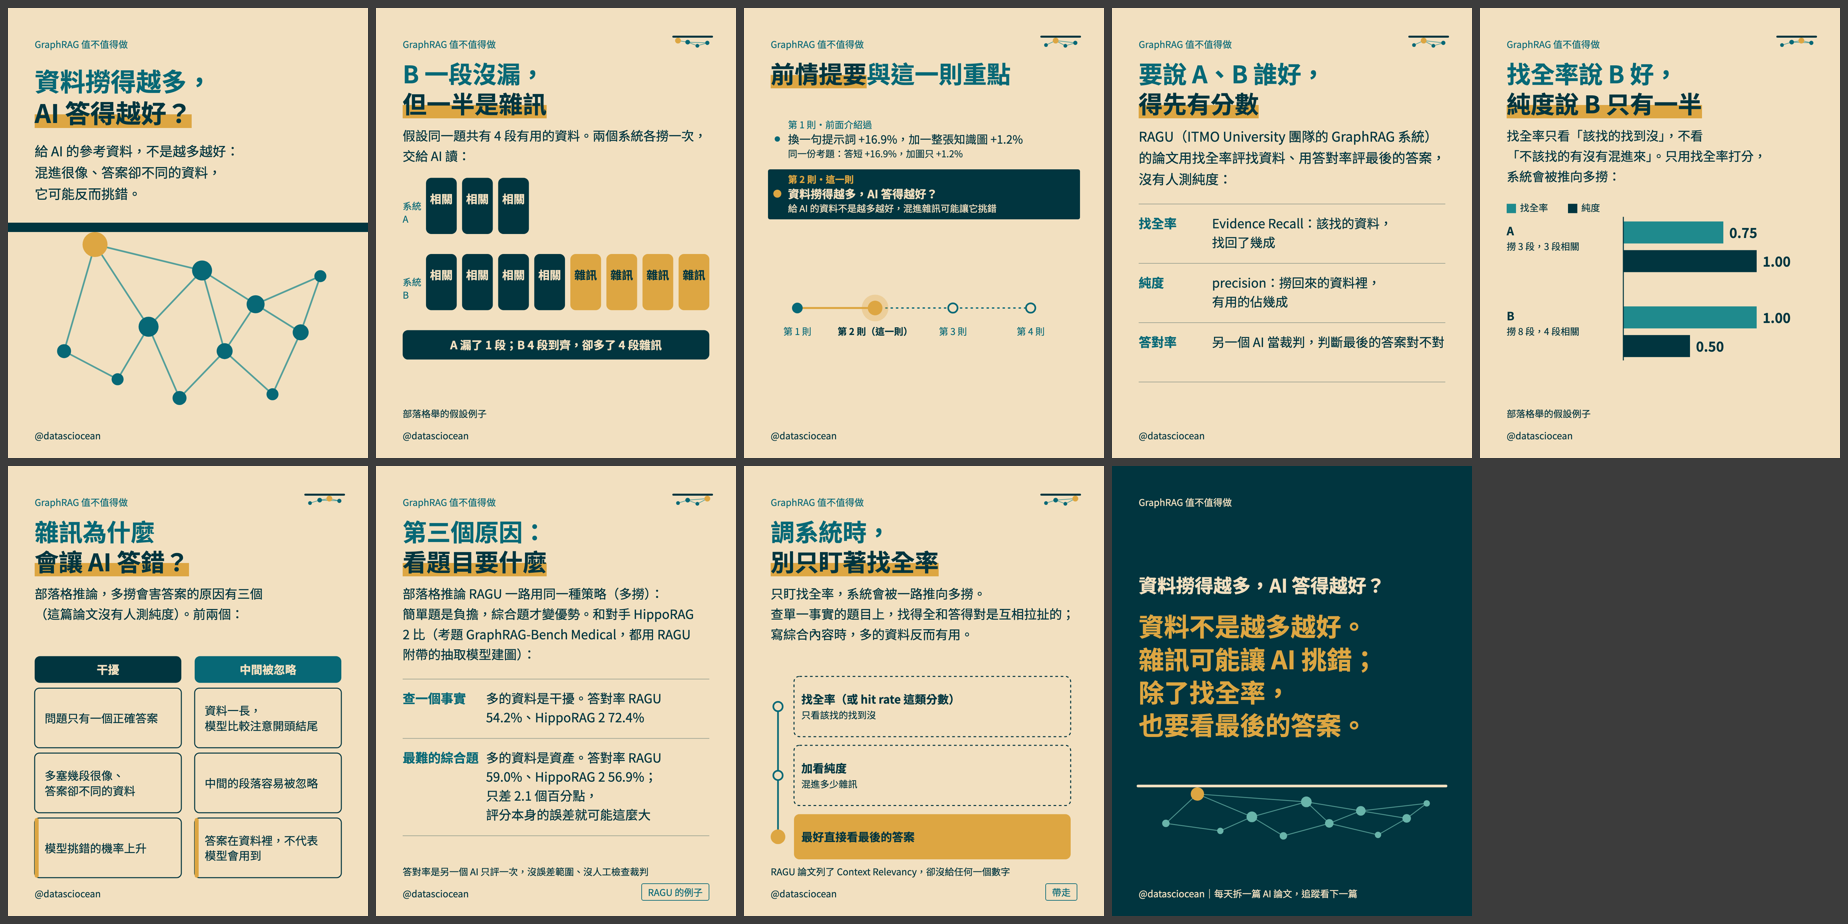 GraphRAG 值不值得做
資料撈得越多，
AI 答得越好？
給 AI 的參考資料，不是越多越好：
混進很像、答案卻不同的資料，
它可能反而挑錯。
@datasciocean
GraphRAG 值不值得做
B 一段沒漏，
但一半是雜訊
假設同一題共有 4 段有用的資料。兩個系統各撈一次，
交給 AI 讀：
系統
A
相關
相關
相關
系統
B
相關
相關
相關
相關
雜訊
雜訊
雜訊
雜訊
A 漏了 1 段；B 4 段到齊，卻多了 4 段雜訊
部落格舉的假設例子
@datasciocean
GraphRAG 值不值得做
前情提要與這一則重點
第 1 則・前面介紹過
換一句提示詞 +16.9%，加一整張知識圖 +1.2%
同一份考題：答短 +16.9%，加圖只 +1.2%
第 2 則・這一則
資料撈得越多，AI 答得越好？
給 AI 的資料不是越多越好，混進雜訊可能讓它挑錯
第 1 則
第 2 則（這一則）
第 3 則
第 4 則
@datasciocean
GraphRAG 值不值得做
要說 A、B 誰好，
得先有分數
RAGU（ITMO University 團隊的 GraphRAG 系統）
的論文用找全率評找資料、用答對率評最後的答案，
沒有人測純度：
找全率
Evidence Recall：該找的資料，
找回了幾成
純度
precision：撈回來的資料裡，
有用的佔幾成
答對率
另一個 AI 當裁判，判斷最後的答案對不對
@datasciocean
GraphRAG 值不值得做
找全率說 B 好，
純度說 B 只有一半
找全率只看「該找的找到沒」，不看
「不該找的有沒有混進來」。只用找全率打分，
系統會被推向多撈：
找全率
純度
A
撈 3 段，3 段相關
0.75
1.00
B
撈 8 段，4 段相關
1.00
0.50
部落格舉的假設例子
@datasciocean
GraphRAG 值不值得做
雜訊為什麼
會讓 AI 答錯？
部落格推論，多撈會害答案的原因有三個
（這篇論文沒有人測純度）。前兩個：
干擾
中間被忽略
問題只有一個正確答案
資料一長，
模型比較注意開頭結尾
多塞幾段很像、
答案卻不同的資料
中間的段落容易被忽略
模型挑錯的機率上升
答案在資料裡，不代表
模型會用到
@datasciocean
GraphRAG 值不值得做
第三個原因：
看題目要什麼
部落格推論 RAGU 一路用同一種策略（多撈）：
簡單題是負擔，綜合題才變優勢。和對手 HippoRAG
2 比（考題 GraphRAG-Bench Medical，都用 RAGU
附帶的抽取模型建圖）：
查一個事實
多的資料是干擾。答對率 RAGU
54.2%、HippoRAG 2 72.4%
最難的綜合題
多的資料是資產。答對率 RAGU
59.0%、HippoRAG 2 56.9%；
只差 2.1 個百分點，
評分本身的誤差就可能這麼大
答對率是另一個 AI 只評一次，沒誤差範圍、沒人工檢查裁判
@datasciocean
RAGU 的例子
GraphRAG 值不值得做
調系統時，
別只盯著找全率
只盯找全率，系統會被一路推向多撈。
查單一事實的題目上，找得全和答得對是互相拉扯的；
寫綜合內容時，多的資料反而有用。
找全率（或 hit rate 這類分數）
只看該找的找到沒
加看純度
混進多少雜訊
最好直接看最後的答案
RAGU 論文列了 Context Relevancy，卻沒給任何一個數字
@datasciocean
帶走
GraphRAG 值不值得做
資料撈得越多，AI 答得越好？
資料不是越多越好。
雜訊可能讓 AI 挑錯；
除了找全率，
也要看最後的答案。
@datasciocean｜每天拆一篇 AI 論文，追蹤看下一篇